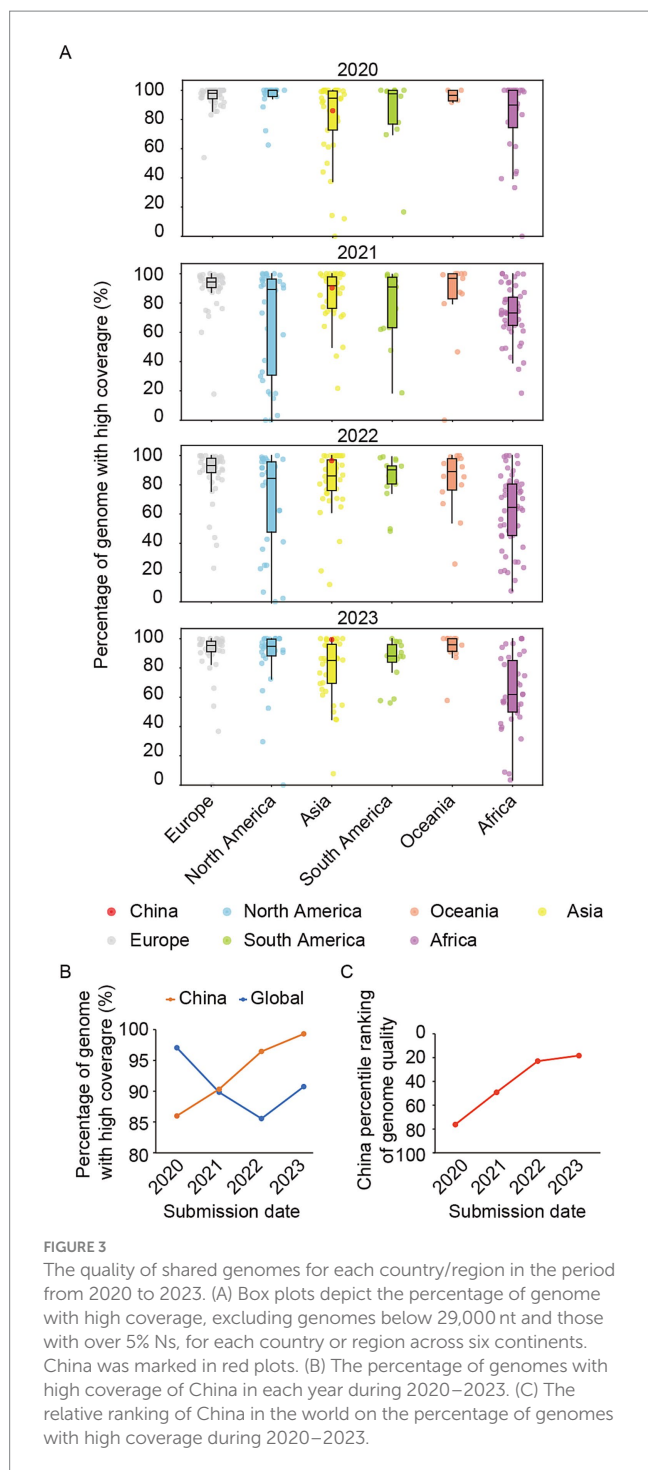 A
2020
100
80
60
40
20
0
2021
100
80
60
40
20
0
2022
100
80
60
40
20
0
2023
100
80
60
40
20
0
Percentage of genome with high coveragre (%)
Europe
North America
Asia
South America
Oceania
Africa
China
North America
Oceania
Asia
Europe
South America
Africa
B
China
Global
Percentage of genome
with high coveragre (%)
100
95
90
85
80
2020
2021
2022
2023
Submission date
C
China percentile ranking
of genome quality
0
20
40
60
80
100
2020
2021
2022
2023
Submission date
FIGURE 3
The quality of shared genomes for each country/region in the period
from 2020 to 2023. (A) Box plots depict the percentage of genome
with high coverage, excluding genomes below 29,000 nt and those
with over 5% Ns, for each country or region across six continents.
China was marked in red plots. (B) The percentage of genomes with
high coverage of China in each year during 2020–2023. (C) The
relative ranking of China in the world on the percentage of genomes
with high coverage during 2020–2023.